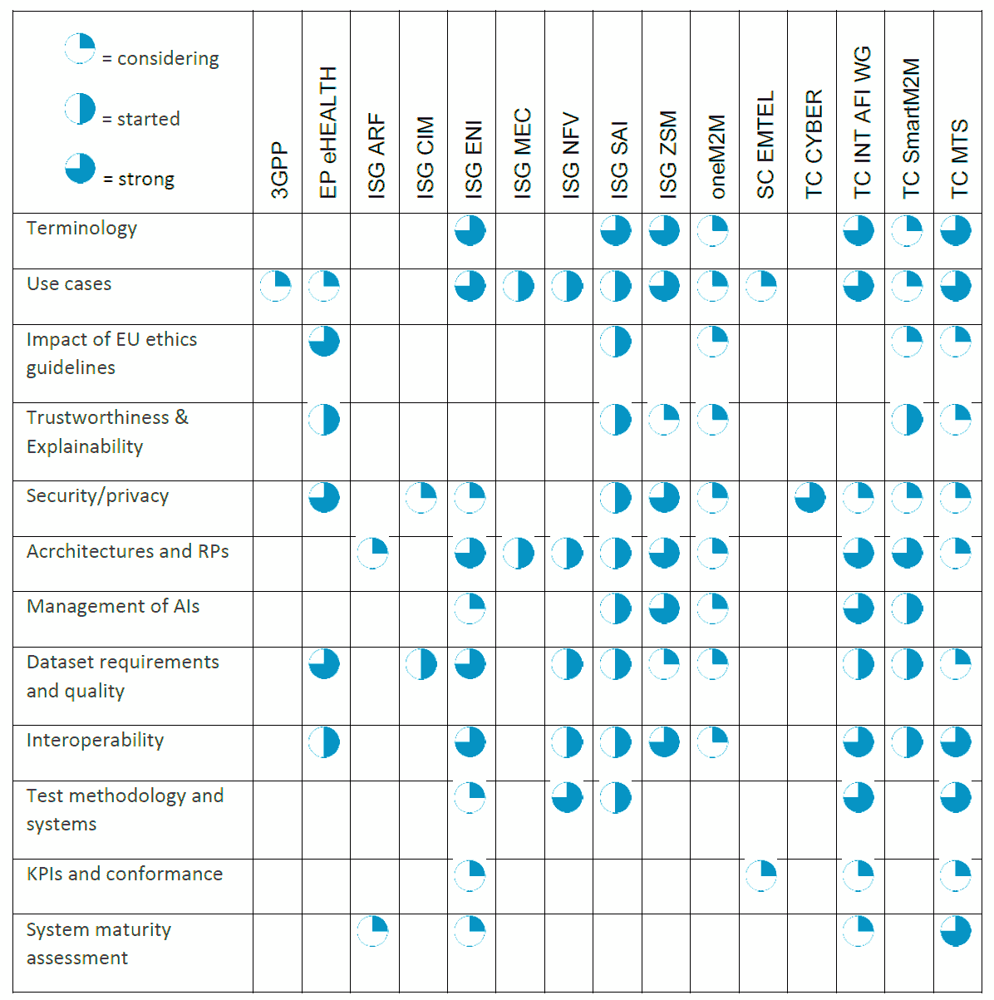 = considering
= started
= strong
3GPP
EP eHEALTH
ISG ARF
ISG CIM
ISG ENI
ISG MEC
ISG NFV
ISG SAI
ISG ZSM
oneM2M
SC EMTEL
TC CYBER
TC INT AFI WG
TC SmartM2M
TC MTS
Terminology
Use cases
Impact of EU ethics
guidelines
Trustworthiness &
Explainability
Security/privacy
Acrchitectures and RPs
Management of AIs
Dataset requirements
and quality
Interoperability
Test methodology and
systems
KPIs and conformance
System maturity
assessment